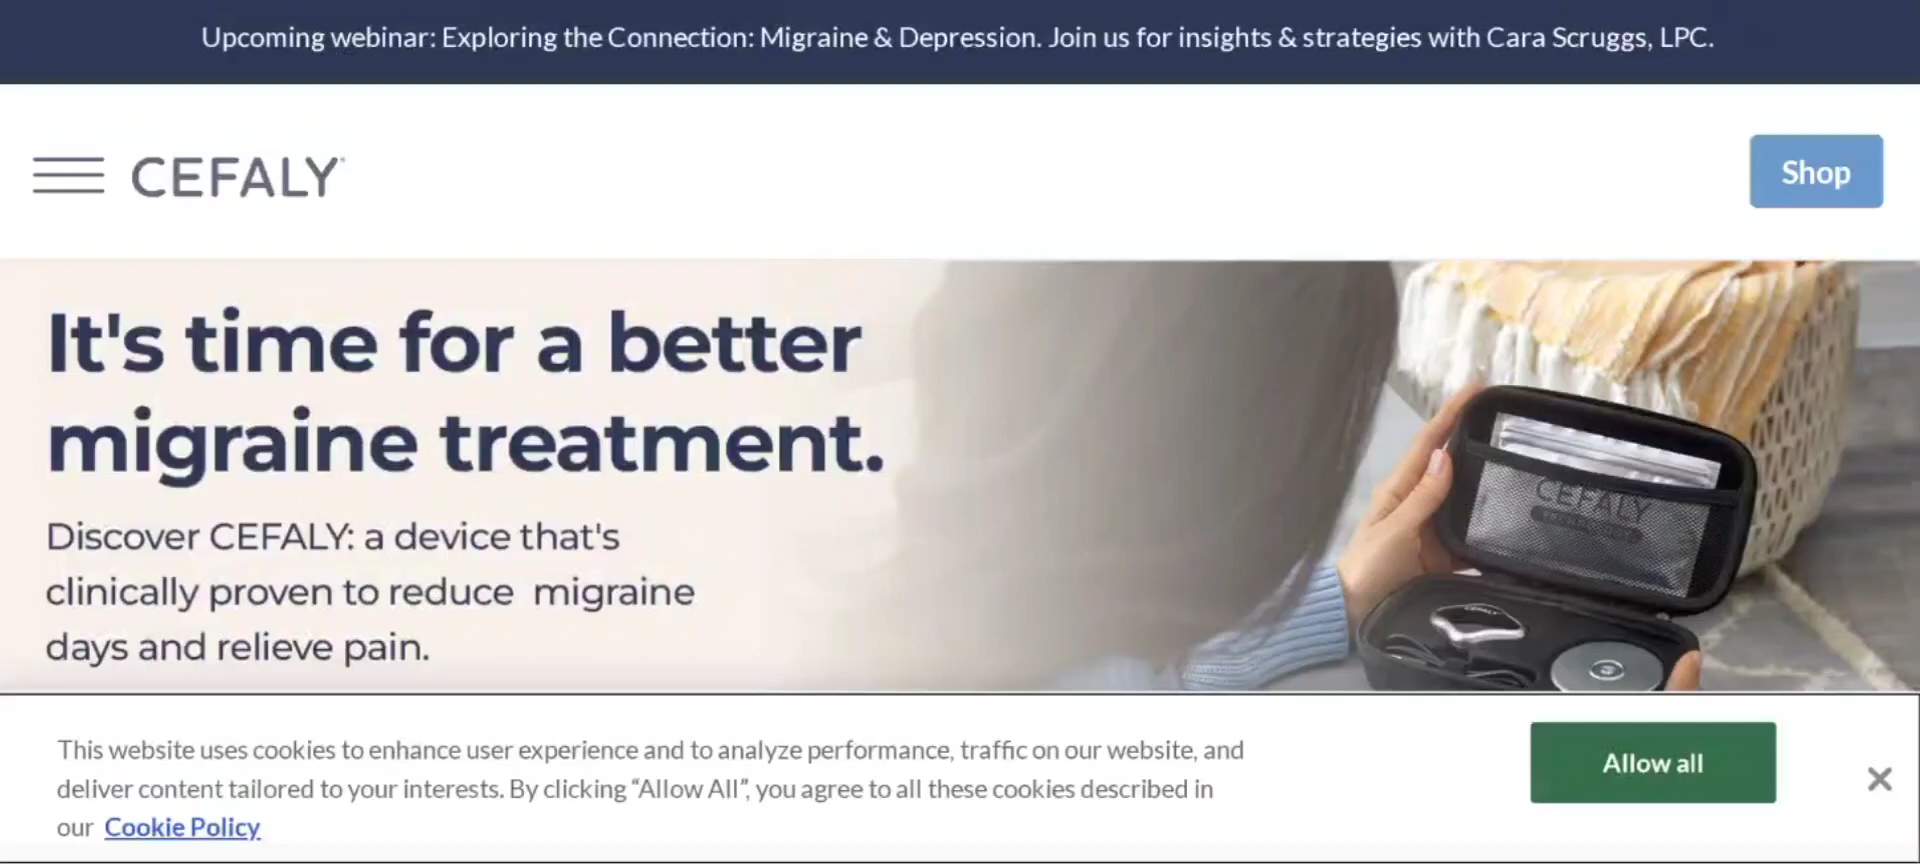 Upcoming webinar: Exploring the Connection: Migraine & Depression. Join us for insights & strategies with Cara Scruggs, LPC.
CEFALY
Shop
It's time for a better
migraine treatment.
Discover CEFALY: a device that's
clinically proven to reduce migraine
days and relieve pain.
CEFALY
CEFALY
This website uses cookies to enhance user experience and to analyze performance, traffic on our website, and
deliver content tailored to your interests. By clicking “Allow All”, you agree to all these cookies described in
our Cookie Policy
Allow all